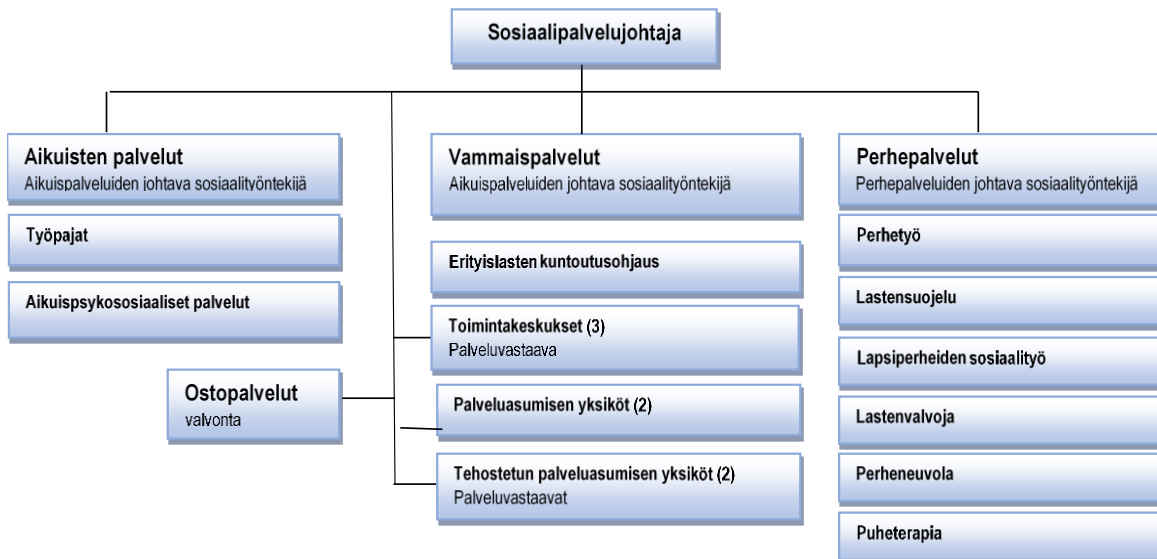 Sosiaalipalvelujohtaja
Aikuisten palvelut
Aikuispalveluiden johtava sosiaalityöntekijä
Työpajat
Aikuispsykososiaaliset palvelut
Ostopalvelut
valvonta
Vammaispalvelut
Aikuispalveluiden johtava sosiaalityöntekijä
Erityislasten kuntoutusohjaus
Toimintakeskukset (3)
Palveluvastaava
Palveluasumisen yksiköt (2)
Tehostetun palveluasumisen yksiköt (2)
Palveluvastaavat
Perhepalvelut
Perhepalveluiden johtava sosiaalityöntekijä
Perhetyö
Lastensuojelu
Lapsiperheiden sosiaalityö
Lastenvalvoja
Perheneuvola
Puheterapia